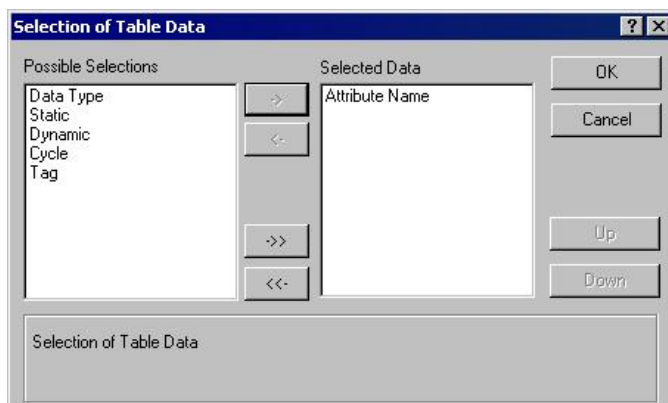 Selection of Table Data
Possible Selections
Data Type
Static
Dynamic
Cycle
Tag
->
<-
->>
<<-
Selected Data
Attribute Name
OK
Cancel
Up
Down
Selection of Table Data